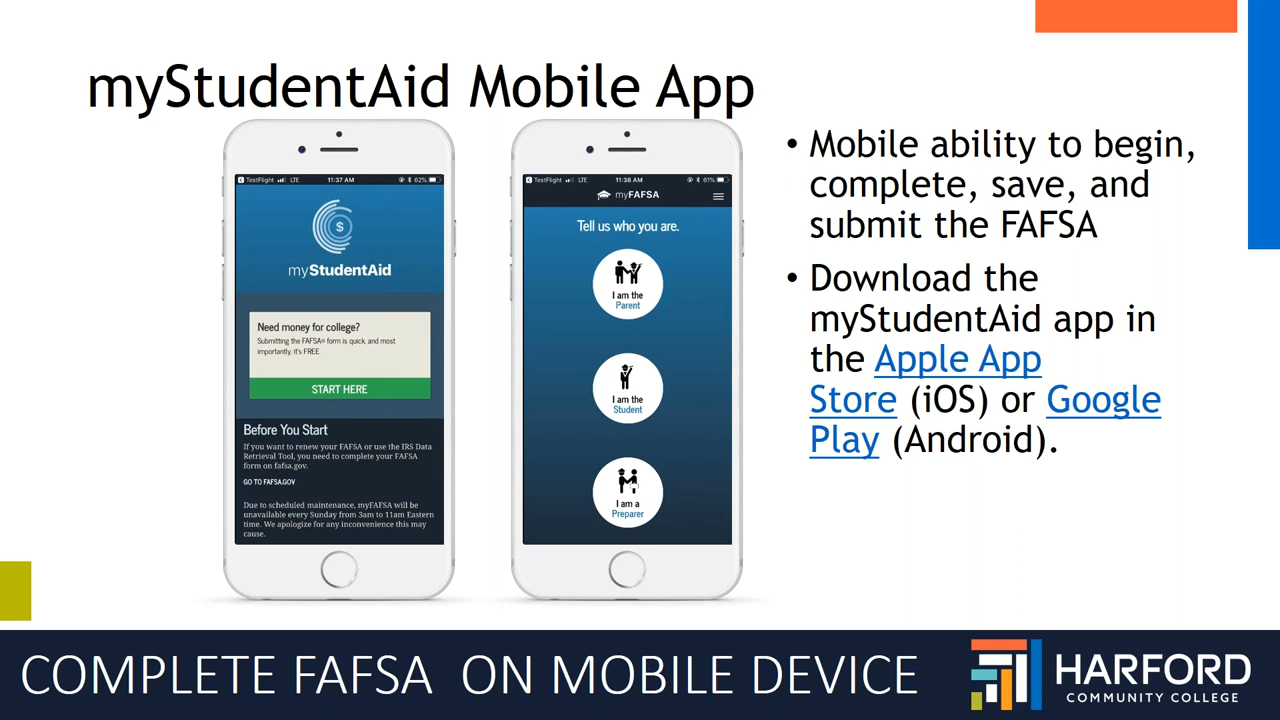 myStudentAid Mobile App
TestFlight LTE 11:37 AM 62%
myStudentAid
Need money for college?
Submitting the FAFSA® form is quick, and most
importantly, it's FREE.
START HERE
Before You Start
If you want to renew your FAFSA or use the IRS Data
Retrieval Tool, you need to complete your FAFSA
form on fafsa.gov.
GO TO FAFSA.GOV
Due to scheduled maintenance, myFAFSA will be
unavailable every Sunday from 3am to 11am Eastern
time. We apologize for any inconvenience this may
cause.
TestFlight LTE 11:38 AM 61%
myFAFSA
Tell us who you are.
I am the
Parent
I am the
Student
I am a
Preparer
• Mobile ability to begin,
complete, save, and
submit the FAFSA
• Download the
myStudentAid app in
the Apple App
Store (iOS) or Google
Play (Android).
COMPLETE FAFSA ON MOBILE DEVICE
HARFORD
COMMUNITY COLLEGE